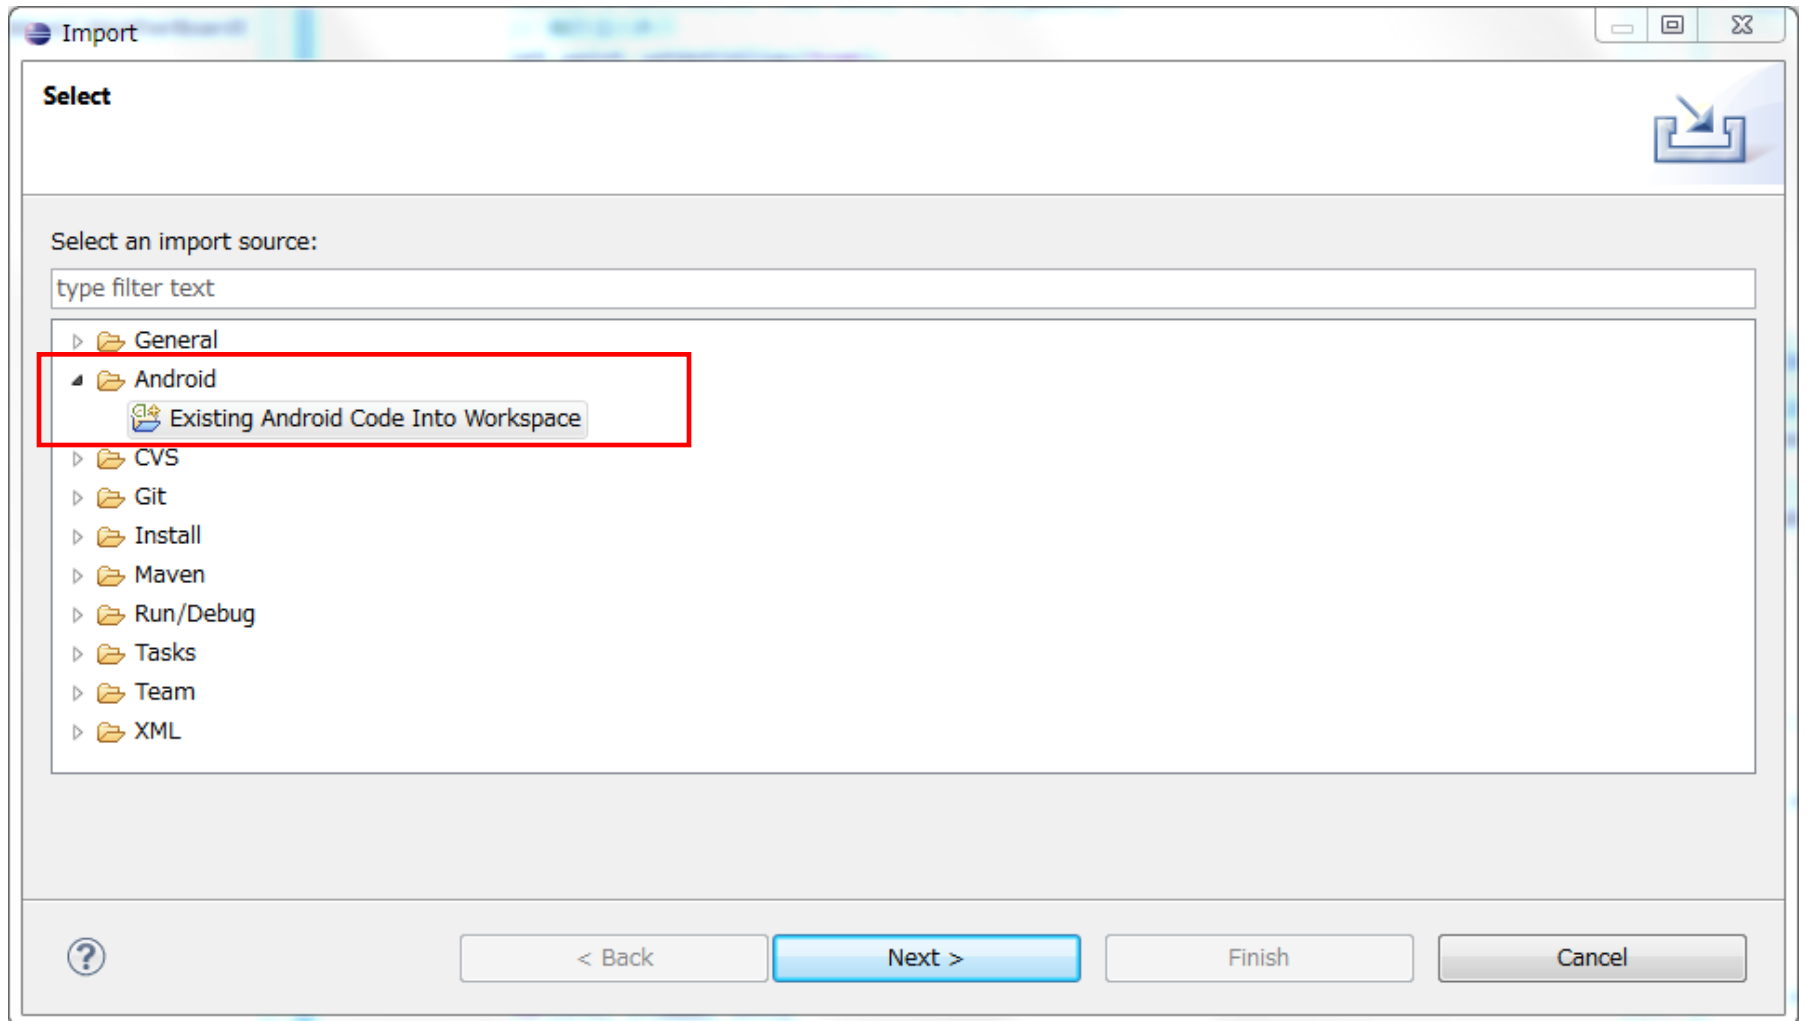 Import
Select
Select an import source:
type filter text
General
Android
Existing Android Code Into Workspace
CVS
Git
Install
Maven
Run/Debug
Tasks
Team
XML
< Back Next > Finish Cancel